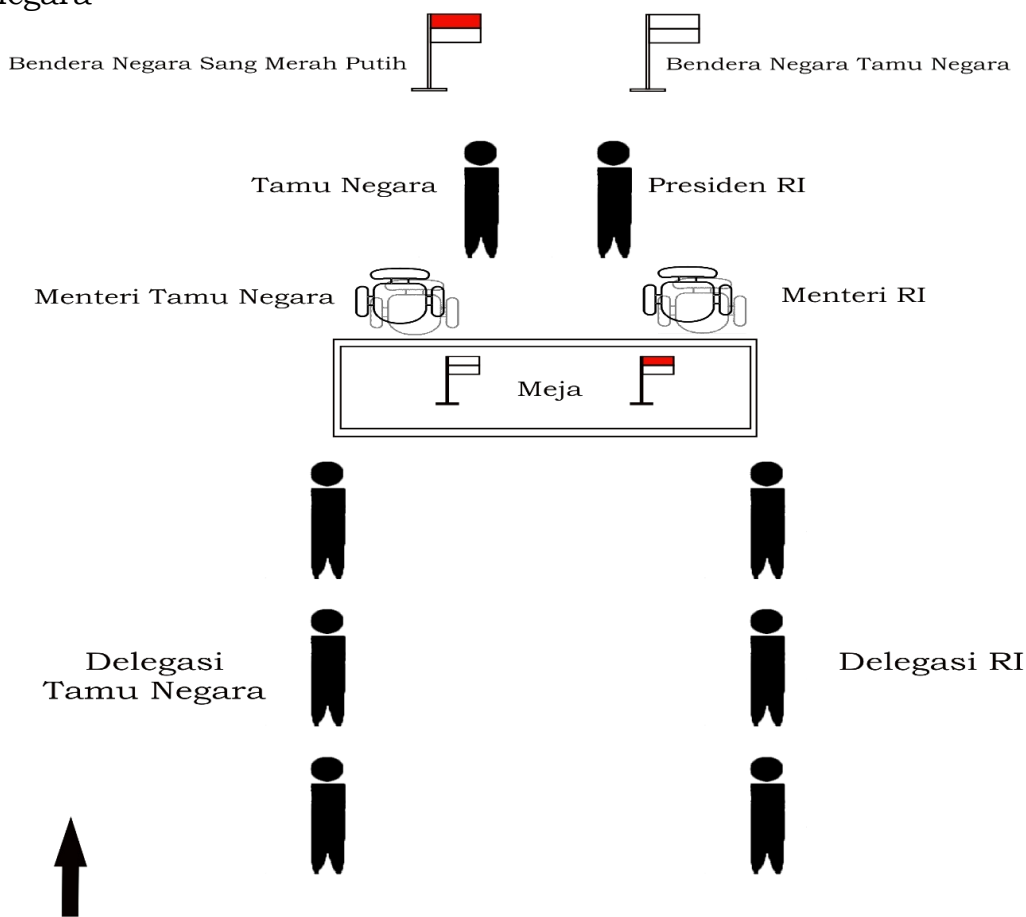 Bendera Negara Sang Merah Putih
Bendera Negara Tamu Negara
Tamu Negara
Presiden RI
Menteri Tamu Negara
Menteri RI
Meja
Delegasi
Tamu Negara
Delegasi RI